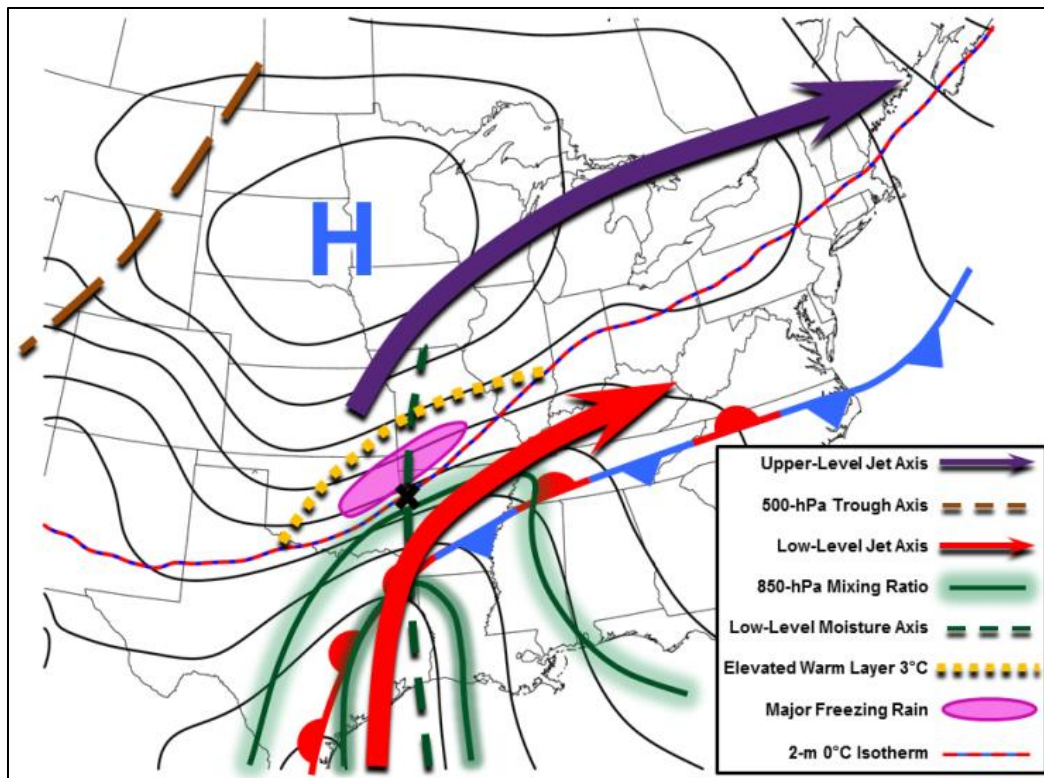 H
Upper-Level Jet Axis
500-hPa Trough Axis
Low-Level Jet Axis
850-hPa Mixing Ratio
Low-Level Moisture Axis
Elevated Warm Layer 3°C
Major Freezing Rain
2-m 0°C Isotherm